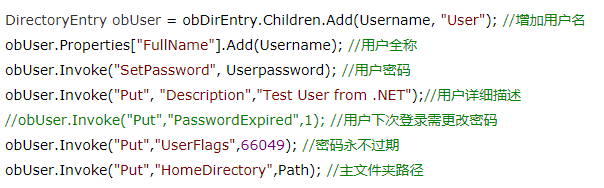 DirectoryEntry obUser = obDirEntry.Children.Add(Username, "User"); //增加用户名
obUser.Properties["FullName"].Add(Username); //用户全称
obUser.Invoke("SetPassword", Userpassword); //用户密码
obUser.Invoke("Put", "Description","Test User from .NET");//用户详细描述
//obUser.Invoke("Put","PasswordExpired",1); //用户下次登录需更改密码
obUser.Invoke("Put","UserFlags",66049); //密码永不过期
obUser.Invoke("Put","HomeDirectory",Path); //主文件夹路径